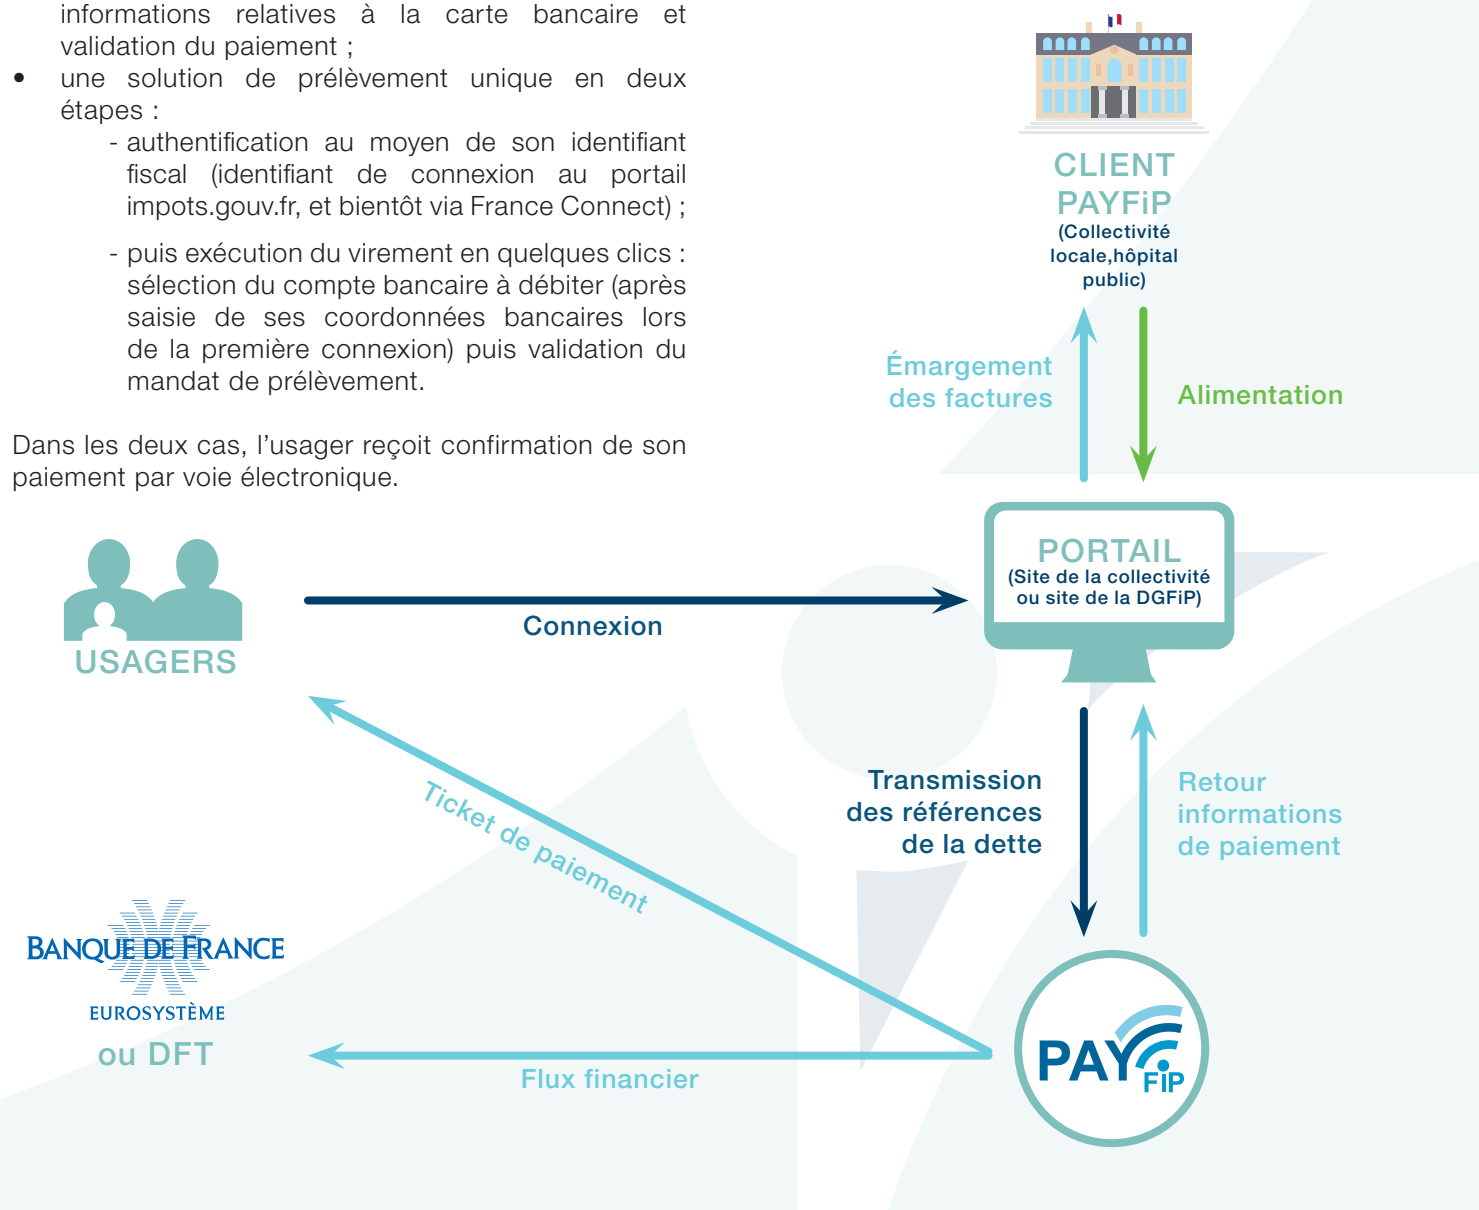 informations relatives à la carte bancaire et
validation du paiement ;
• une solution de prélèvement unique en deux
étapes :
- authentification au moyen de son identifiant
fiscal (identifiant de connexion au portail
impots.gouv.fr, et bientôt via France Connect) ;
- puis exécution du virement en quelques clics :
sélection du compte bancaire à débiter (après
saisie de ses coordonnées bancaires lors
de la première connexion) puis validation du
mandat de prélèvement.
Dans les deux cas, l’usager reçoit confirmation de son
paiement par voie électronique.
CLIENT
PAYFiP
(Collectivité
locale,hôpital
public)
Émargement
des factures
Alimentation
PORTAIL
(Site de la collectivité
ou site de la DGFiP)
USAGERS
Connexion
Transmission
des références
de la dette
Retour
informations
de paiement
Ticket de paiement
BANQUE DE FRANCE
EUROSYSTÈME
ou DFT
Flux financier
PAY
FiP